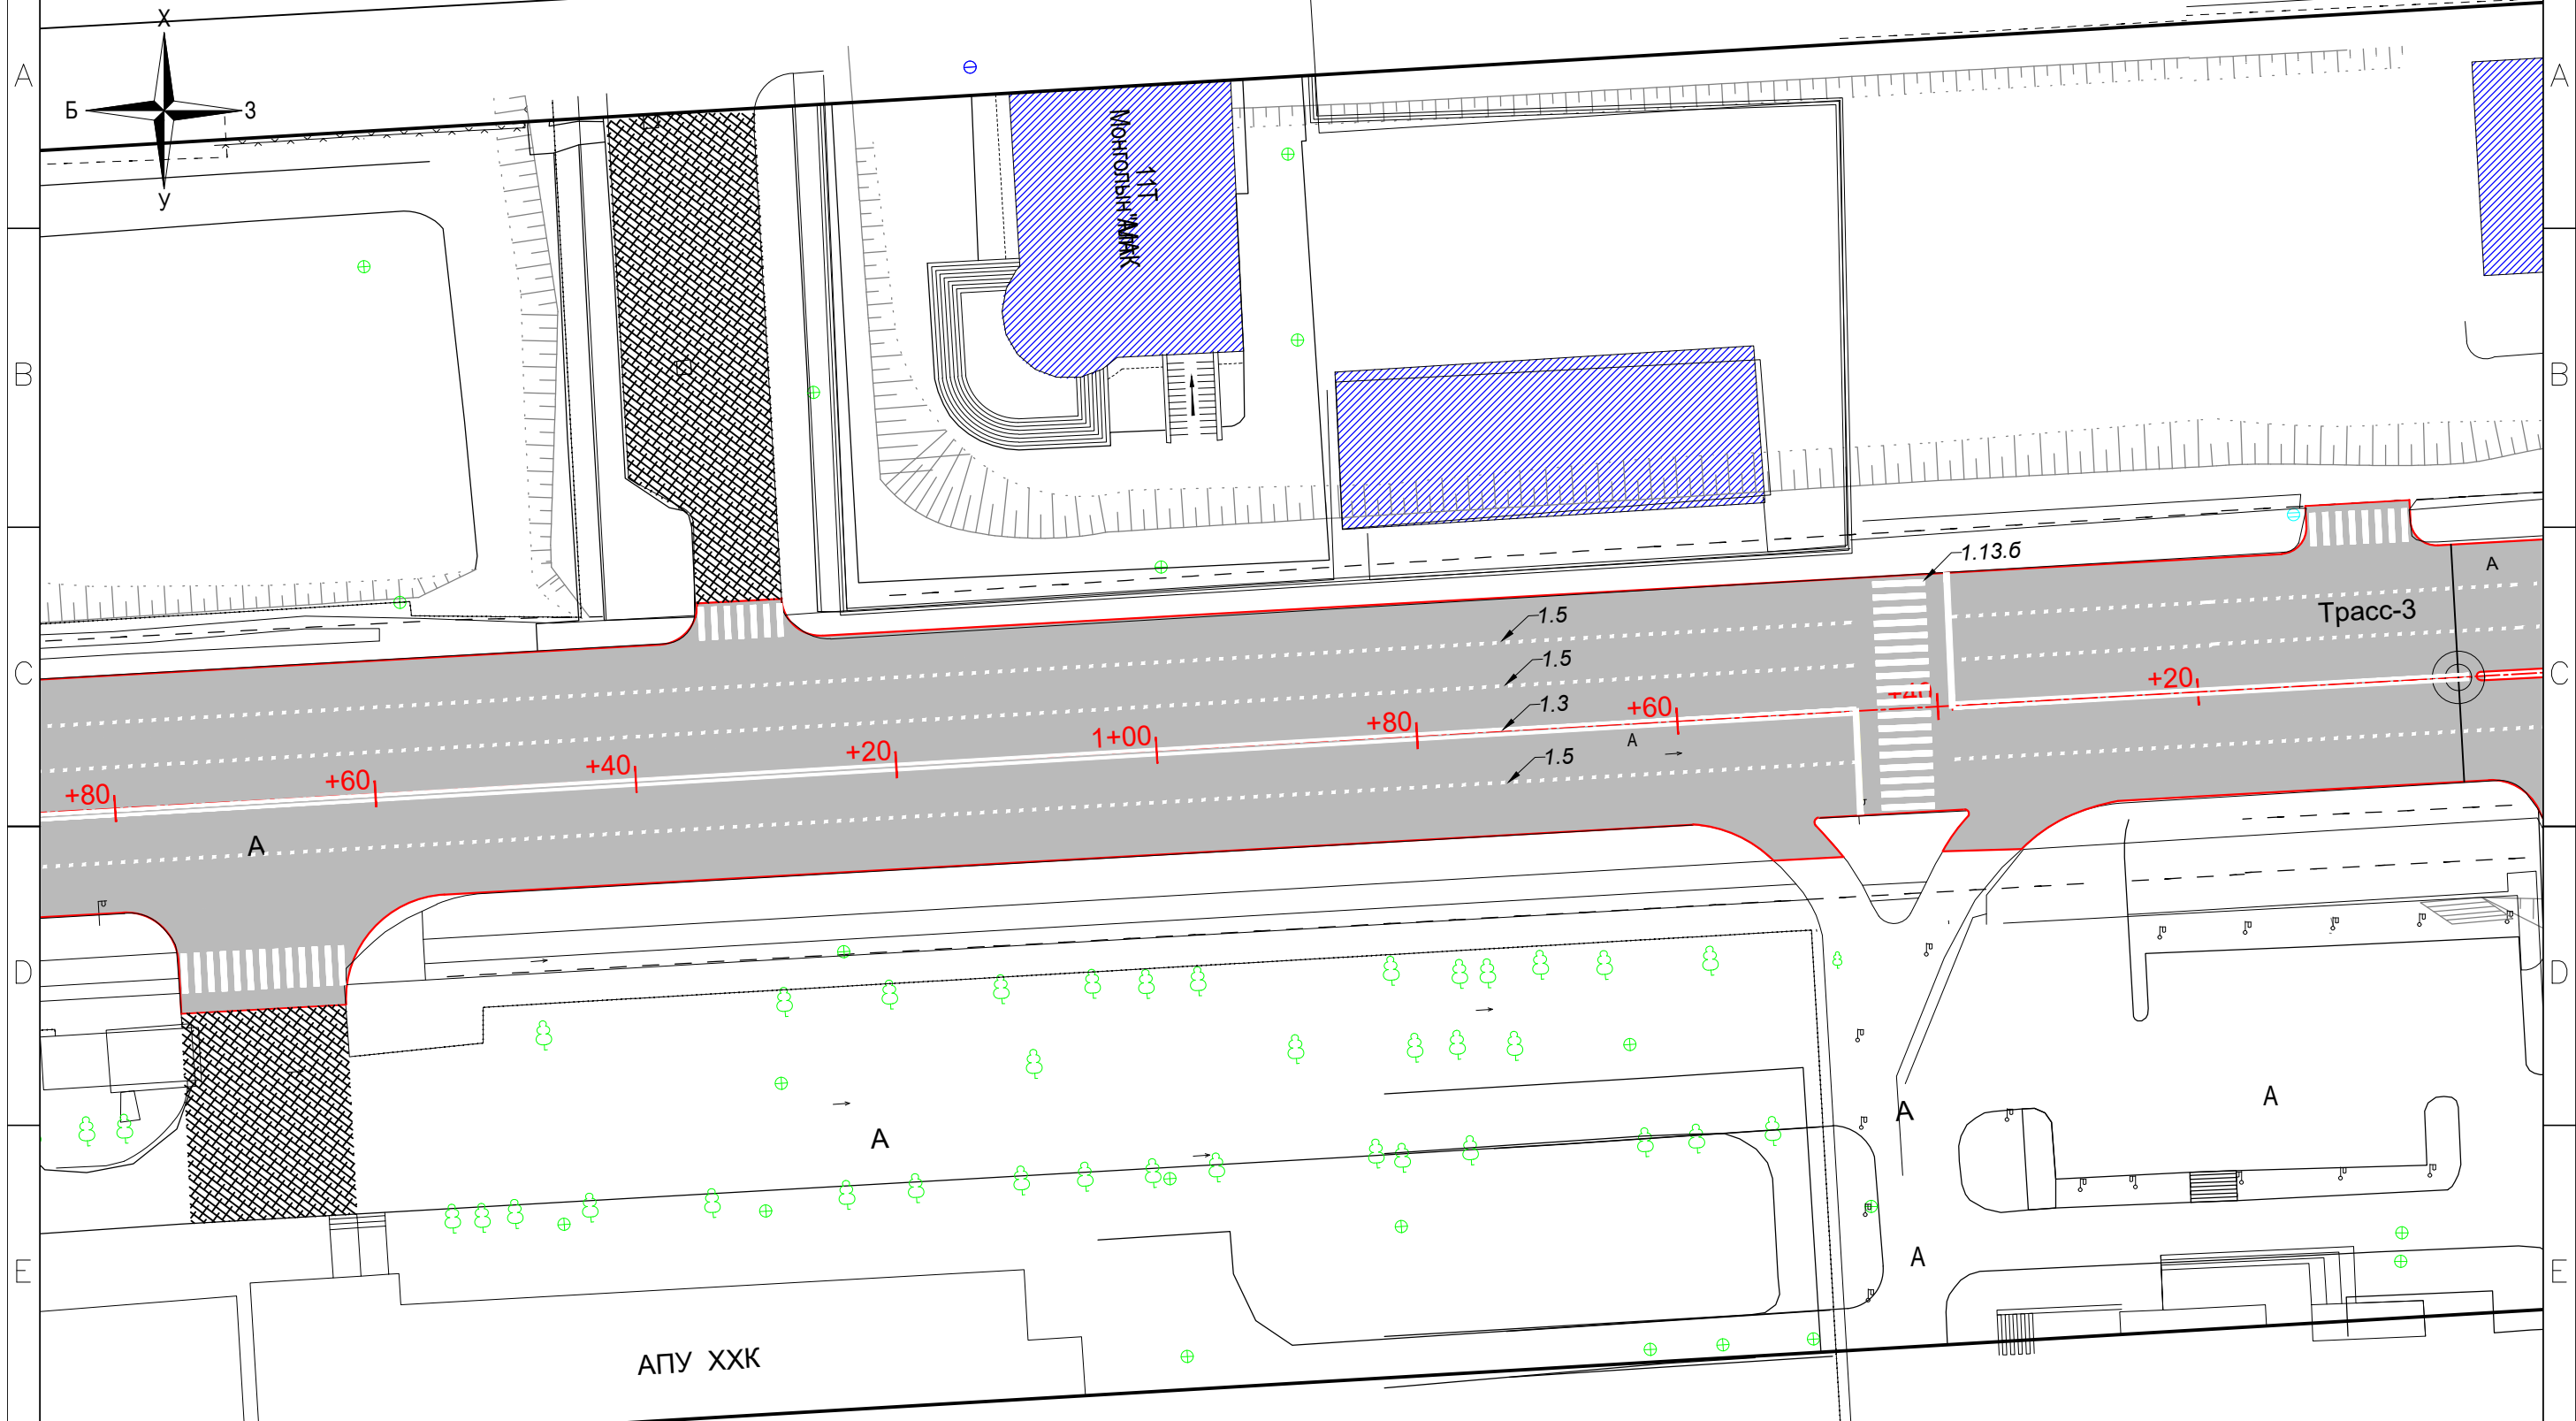 Х
А
А
Б
З
У
11Т
Монголын
В
В
1.13.б
А
1.5
Трасс-3
1.5
С
С
+20
+40
1.3
+60
+80
1+00
А
1.5
+20
+40
+60
+80
А
D
D
А
А
А
А
Е
Е
АПУ ХХК